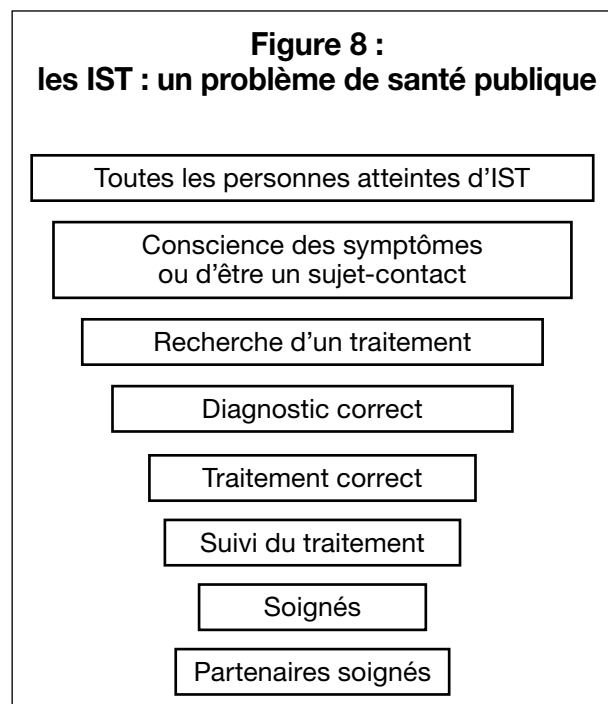 Figure 8 :
les IST : un problème de santé publique
Toutes les personnes atteintes d’IST
Conscience des symptômes
ou d’être un sujet-contact
Recherche d’un traitement
Diagnostic correct
Traitement correct
Suivi du traitement
Soignés
Partenaires soignés